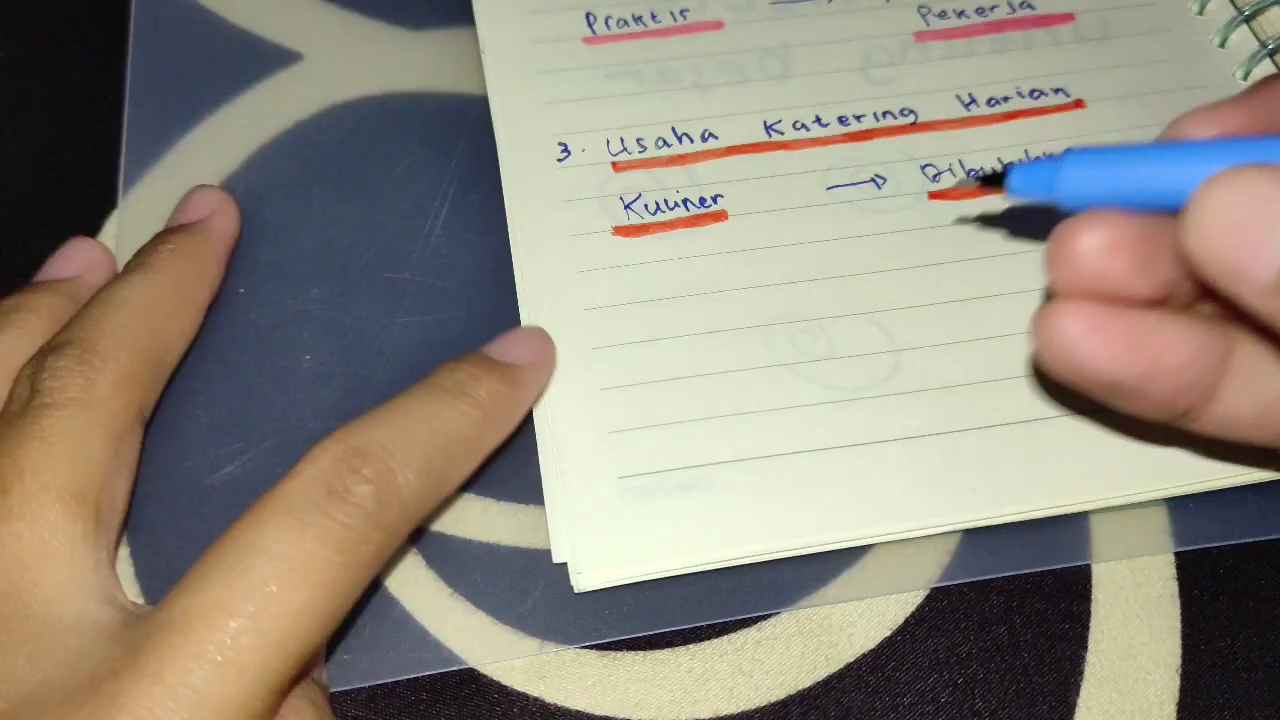 Praktis → Pekerja
3. Usaha Katering Harian
Kuliner →